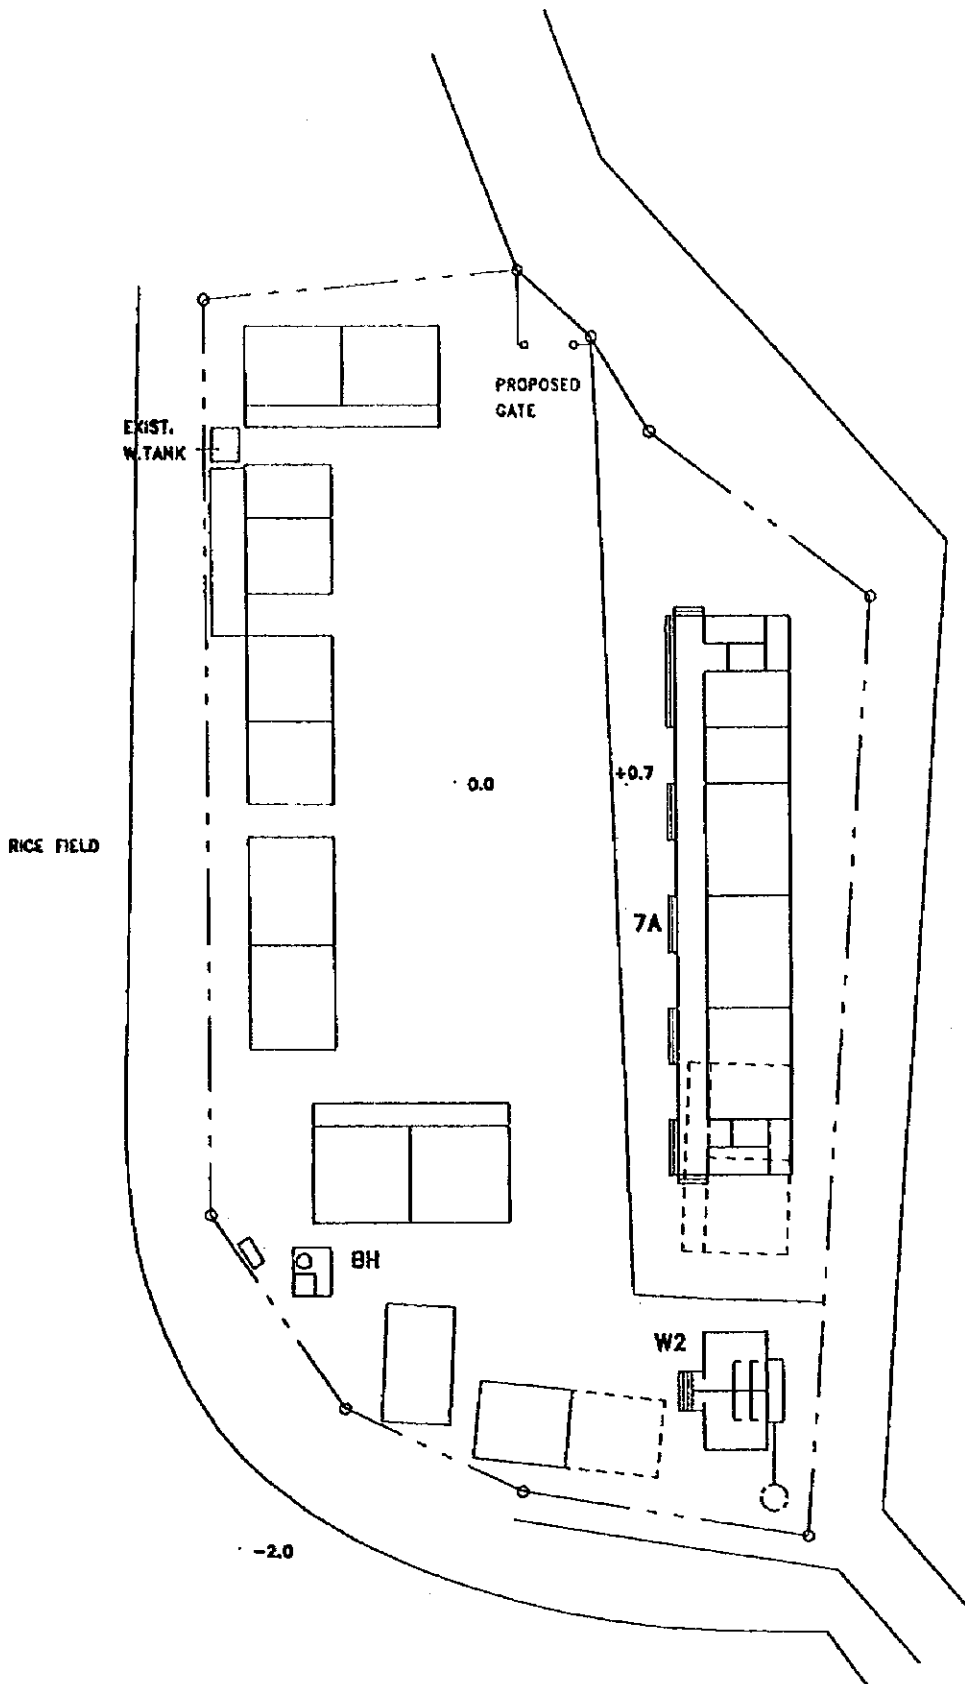 PROPOSED
GATE
EXIST.
W.TANK
0.0
+0.7
RICE FIELD
7A
BH
W2
-2.0